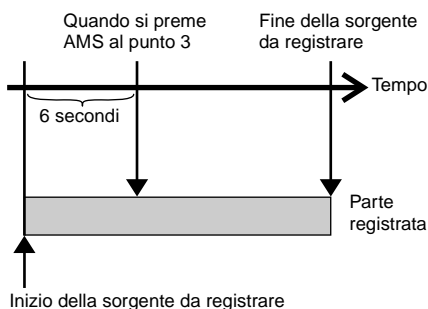 Quando si preme
AMS al punto 3
Fine della sorgente
da registrare
Tempo
6 secondi
Parte
registrata
Inizio della sorgente da registrare